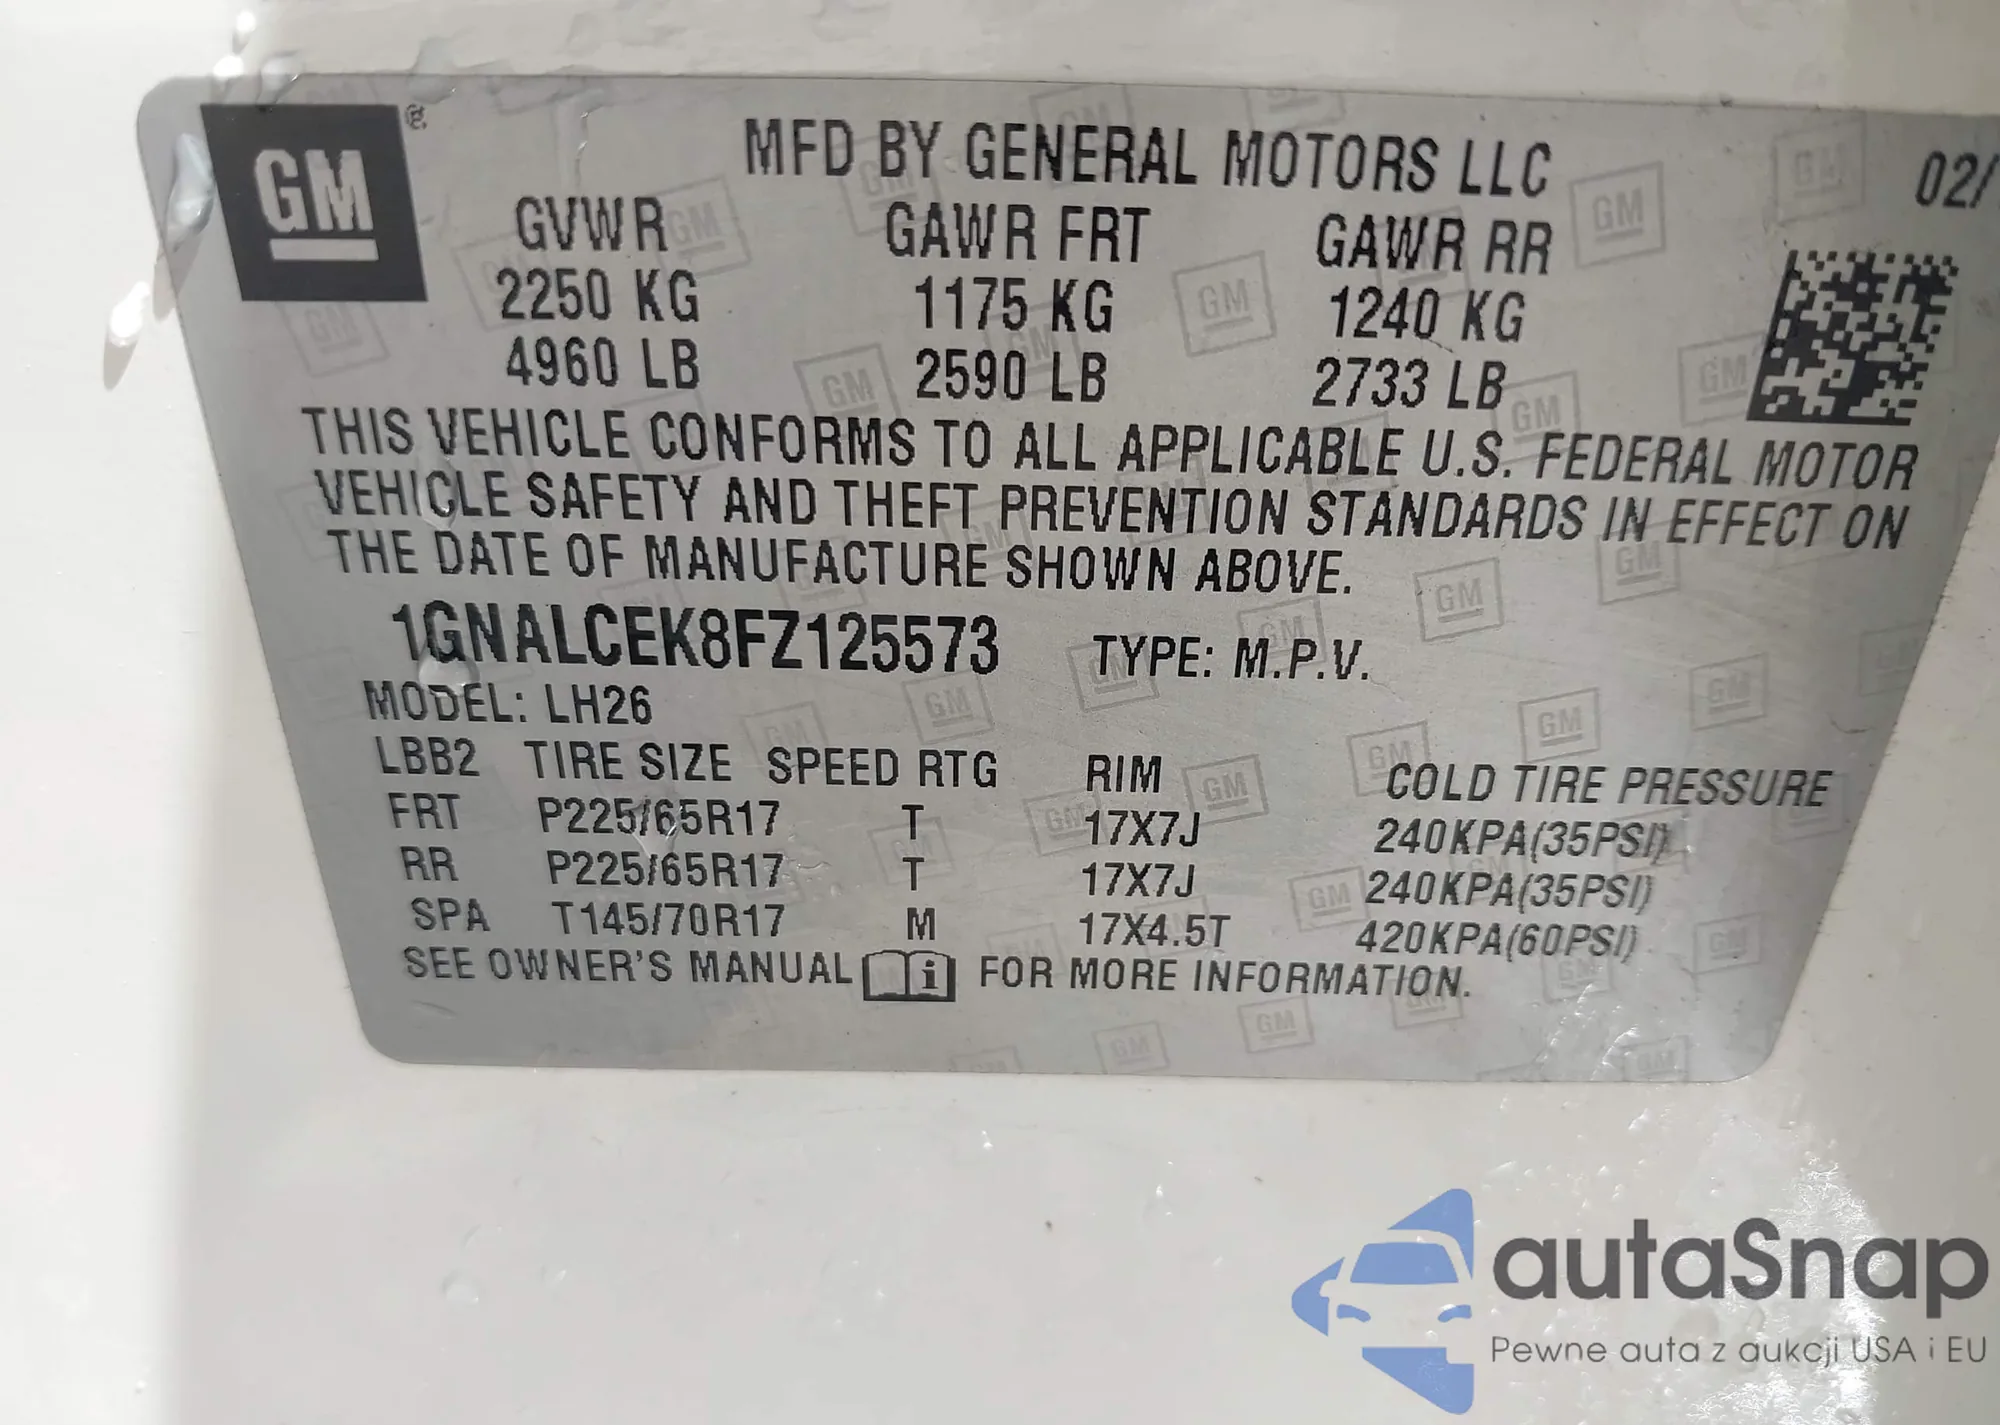 GM ®
MFD BY GENERAL MOTORS LLC
02/
GVWR GAWR FRT GAWR RR
2250 KG 1175 KG 1240 KG
4960 LB 2590 LB 2733 LB
THIS VEHICLE CONFORMS TO ALL APPLICABLE U.S. FEDERAL MOTOR
VEHICLE SAFETY AND THEFT PREVENTION STANDARDS IN EFFECT ON
THE DATE OF MANUFACTURE SHOWN ABOVE.
1GNALCEK8FZ125573 TYPE: M.P.V.
MODEL: LH26
LBB2 TIRE SIZE SPEED RTG RIM COLD TIRE PRESSURE
FRT P225/65R17 T 17X7J 240KPA(35PSI)
RR P225/65R17 T 17X7J 240KPA(35PSI)
SPA T145/70R17 M 17X4.5T 420KPA(60PSI)
SEE OWNER'S MANUAL i FOR MORE INFORMATION.
autaSnap
Pewne auta z aukcji USA i EU